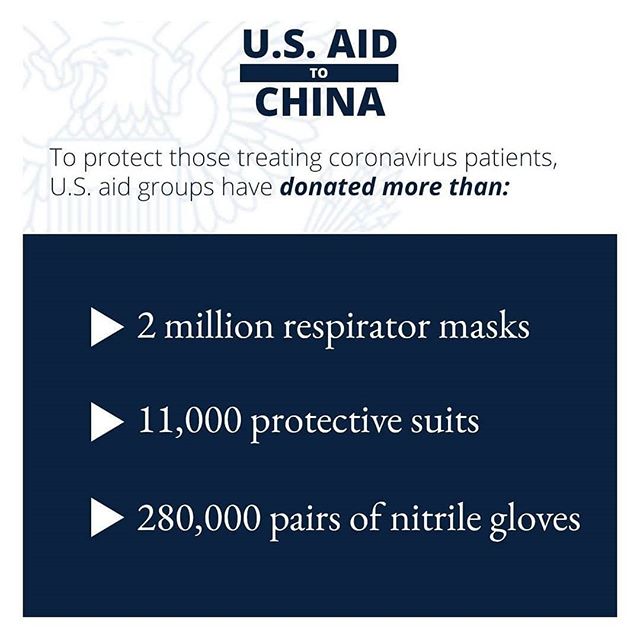 U.S. AID
TO
CHINA
To protect those treating coronavirus patients,
U.S. aid groups have donated more than:
2 million respirator masks
11,000 protective suits
280,000 pairs of nitrile gloves